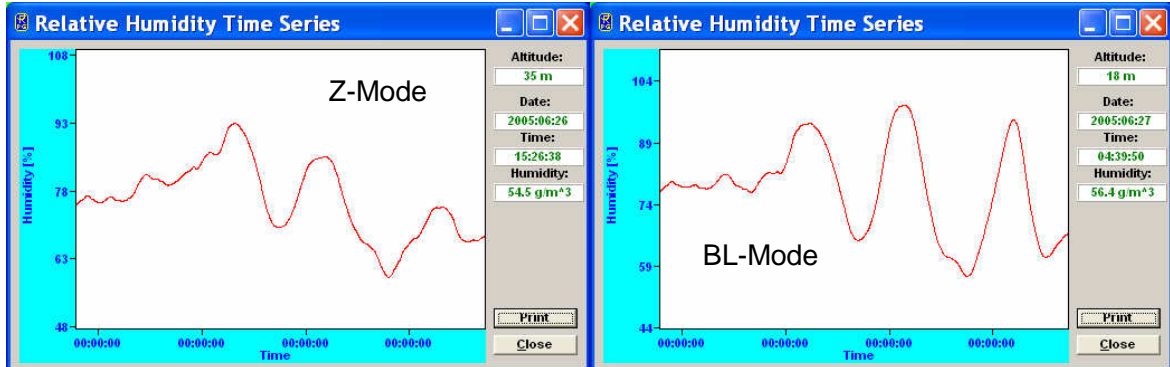 Relative Humidity Time Series
108
93
78
63
48
Humidity [%]
Z-Mode
00:00:00 00:00:00 00:00:00 00:00:00
Time
Altitude:
35 m
Date:
2005:06:26
Time:
15:26:38
Humidity:
54.5 g/m^3
Print
Close
Relative Humidity Time Series
104
89
74
59
44
Humidity [%]
BL-Mode
00:00:00 00:00:00 00:00:00 00:00:00
Time
Altitude:
18 m
Date:
2005:06:27
Time:
04:39:50
Humidity:
56.4 g/m^3
Print
Close